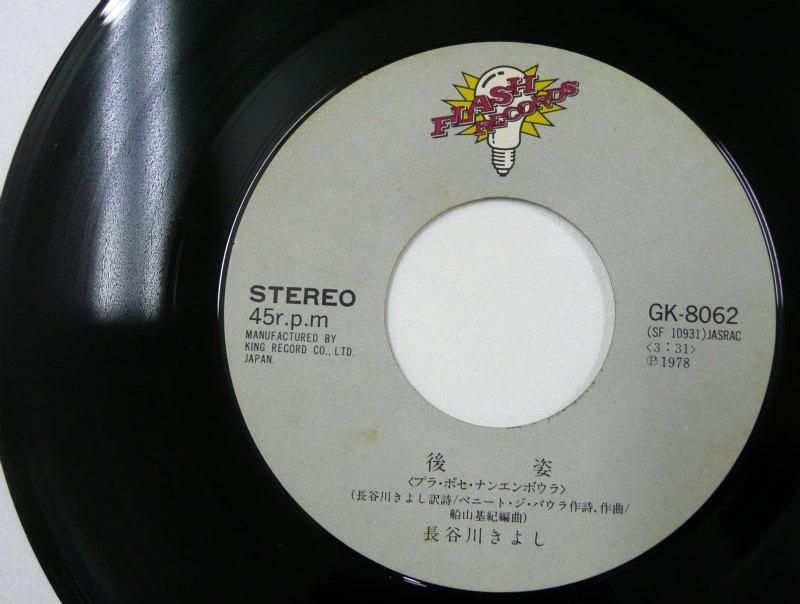 FLASH
RECORDS
STEREO
45r.p.m
MANUFACTURED BY
KING RECORD CO., LTD.
JAPAN.
GK-8062
(SF 10931)JASRAC
<3:31>
Ⓟ1978
後 姿
<プラ・ボセ・ナンエンボウラ>
(長谷川きよし訳詩/ベニート・ジ・パウラ作詩,作曲/
船山基紀編曲)
長谷川きよし